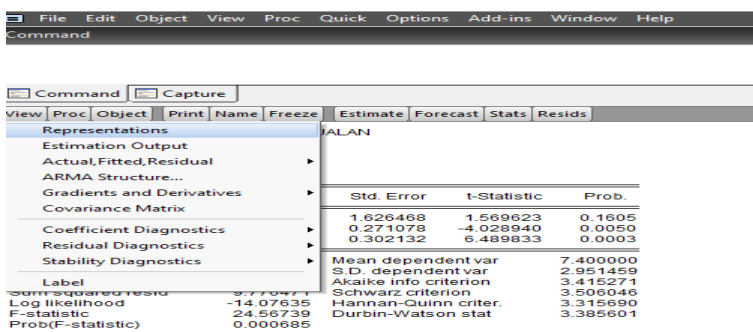 File Edit Object View Proc Quick Options Add-ins Window Help
Command
Command Capture
View Proc Object Print Name Freeze Estimate Forecast Stats Resids
Representations
JALAN
Estimation Output
Actual,Fitted,Residual
ARMA Structure...
Gradients and Derivatives
Std. Error t-Statistic Prob.
Covariance Matrix
1.626468 1.569623 0.1605
Coefficient Diagnostics
0.271078 -4.028940 0.0050
Residual Diagnostics
0.302132 6.489833 0.0003
Stability Diagnostics
Mean dependent var 7.400000
S.D. dependent var 2.951459
Label
Akaike info criterion 3.415271
Sum squared resid 9.770471 Schwarz criterion 3.506046
Log likelihood -14.07635 Hannan-Quinn criter. 3.315690
F-statistic 24.56739 Durbin-Watson stat 3.385601
Prob(F-statistic) 0.000685